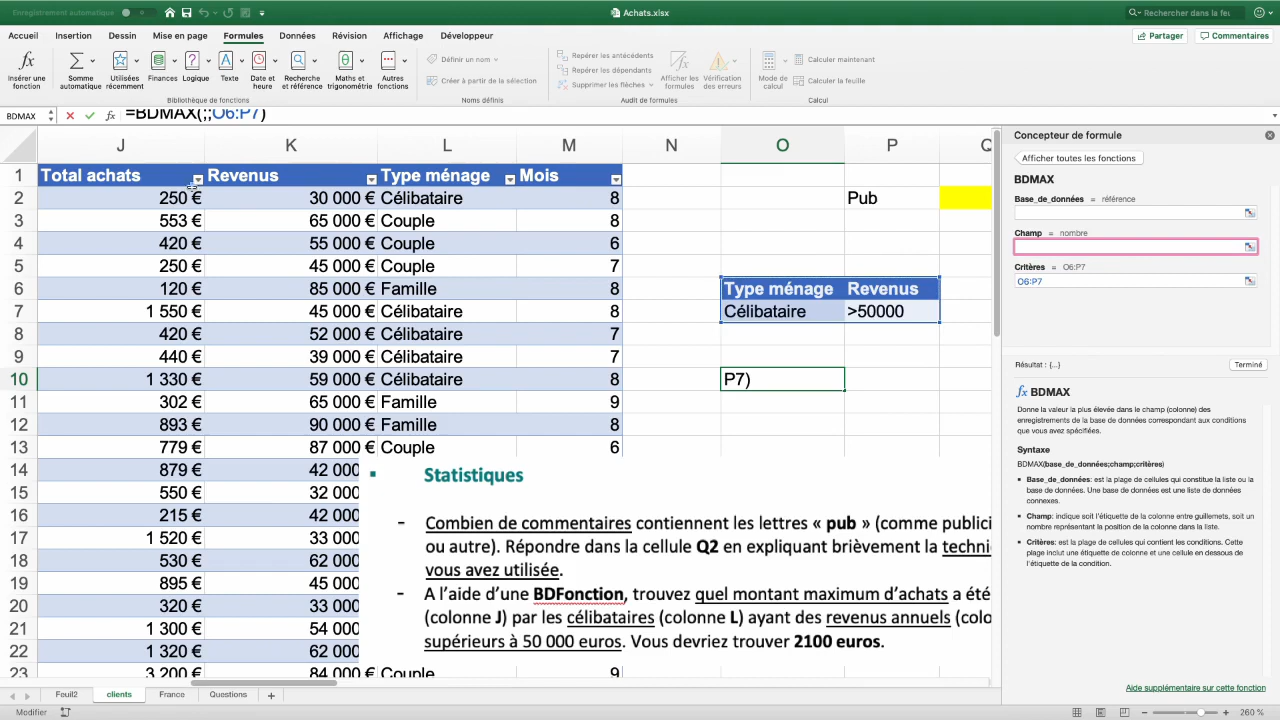 Enregistrement automatique
Achats.xlsx
Rechercher dans la feu
Accueil Insertion Dessin Mise en page Formules Données Révision Affichage Développeur
Partager Commentaires
Insérer une fonction
Somme automatique
Utilisées récemment
Finances
Logique
Texte
Date et heure
Recherche et référence
Maths et trigonométrie
Autres fonctions
Bibliothèque de fonctions
Définir un nom
Créer à partir de la sélection
Noms définis
Repérer les antécédents
Repérer les dépendants
Supprimer les flèches
Afficher les formules
Vérification des erreurs
Audit de formules
Mode de calcul
Calculer maintenant
Calculer la feuille
Calcul
BDMAX fx =BDMAX(;;O6:P7)
J K L M N O P Q
1 Total achats Revenus Type ménage Mois
2 250 € 30 000 € Célibataire 8 Pub
3 553 € 65 000 € Couple 8
4 420 € 55 000 € Couple 6
5 250 € 45 000 € Couple 7
6 120 € 85 000 € Famille 8 Type ménage Revenus
7 1 550 € 45 000 € Célibataire 8 Célibataire >50000
8 420 € 52 000 € Célibataire 7
9 440 € 39 000 € Célibataire 7
10 1 330 € 59 000 € Célibataire 8 P7)
11 302 € 65 000 € Famille 9
12 893 € 90 000 € Famille 8
13 779 € 87 000 € Couple 6
14 879 € 42 000
15 550 € 32 000
16 215 € 42 000
17 1 520 € 33 000
18 530 € 62 000
19 895 € 45 000
20 320 € 33 000
21 1 300 € 54 000
22 1 320 € 62 000
23 3 200 € 84 000 € Couple 9
▪ Statistiques
- Combien de commentaires contiennent les lettres « pub » (comme publici
ou autre). Répondre dans la cellule Q2 en expliquant brièvement la techni
vous avez utilisée.
- A l’aide d’une BDFonction, trouvez quel montant maximum d’achats a été
(colonne J) par les célibataires (colonne L) ayant des revenus annuels (colo
supérieurs à 50 000 euros. Vous devriez trouver 2100 euros.
Concepteur de formule
Afficher toutes les fonctions
BDMAX
Base_de_données = référence
Champ = nombre
Critères = O6:P7
O6:P7
Résultat : {...}
Terminé
fx BDMAX
Donne la valeur la plus élevée dans le champ (colonne) des
enregistrements de la base de données correspondant aux conditions
que vous avez spécifiées.
Syntaxe
BDMAX(base_de_données;champ;critères)
▪ Base_de_données: est la plage de cellules qui constitue la liste ou la
base de données. Une base de données est une liste de données
connexes.
▪ Champ: indique soit l'étiquette de la colonne entre guillemets, soit un
nombre représentant la position de la colonne dans la liste.
▪ Critères: est la plage de cellules qui contient les conditions. Cette
plage inclut une étiquette de colonne et une cellule en dessous de
l'étiquette de la condition.
Aide supplémentaire sur cette fonction
Feuil2 clients France Questions +
Modifier
260 %